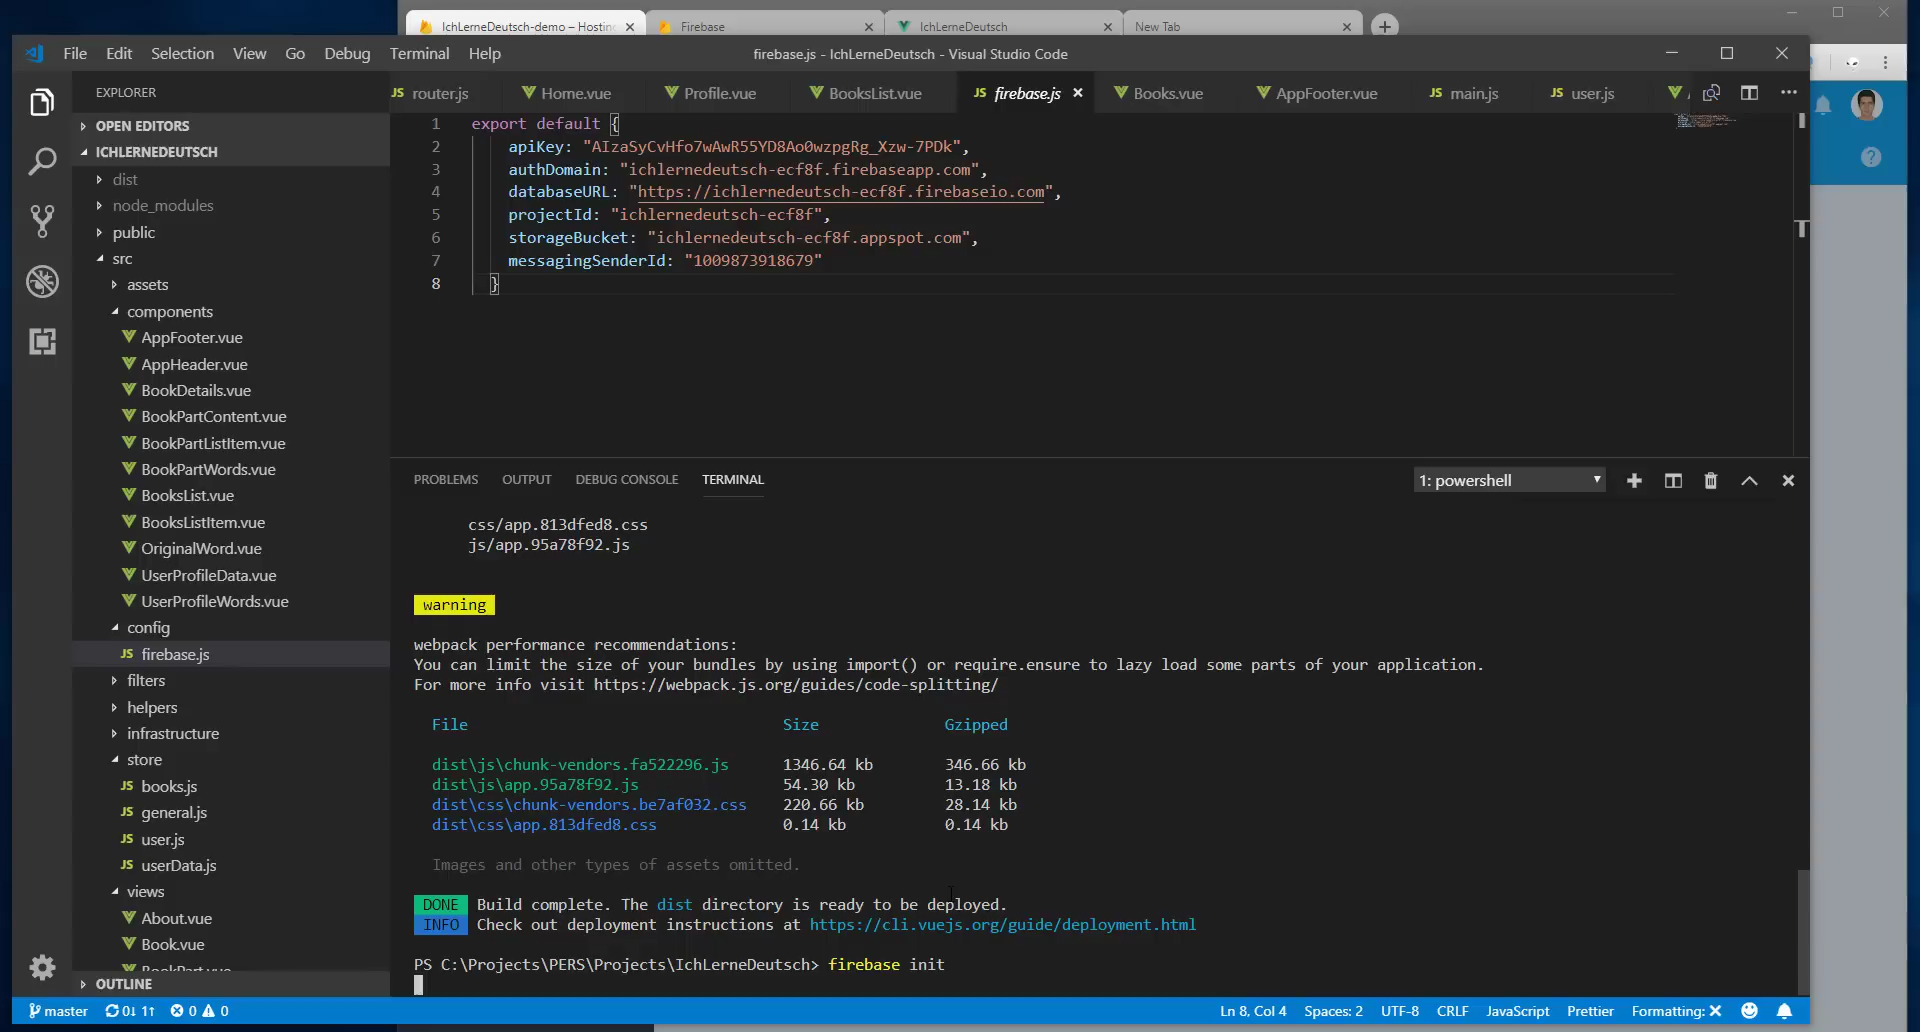 IchLerneDeutsch-demo – Hosting
Firebase
IchLerneDeutsch
New Tab
File Edit Selection View Go Debug Terminal Help
firebase.js - IchLerneDeutsch - Visual Studio Code
EXPLORER
OPEN EDITORS
ICHLERNEDEUTSCH
dist
node_modules
public
src
assets
components
AppFooter.vue
AppHeader.vue
BookDetails.vue
BookPartContent.vue
BookPartListItem.vue
BookPartWords.vue
BooksList.vue
BooksListItem.vue
OriginalWord.vue
UserProfileData.vue
UserProfileWords.vue
config
JS firebase.js
filters
helpers
infrastructure
store
JS books.js
JS general.js
JS user.js
JS userData.js
views
About.vue
Book.vue
BookPart.vue
OUTLINE
JS router.js
Home.vue
Profile.vue
BooksList.vue
JS firebase.js
Books.vue
AppFooter.vue
JS main.js
JS user.js
1 export default {
2 apiKey: "AIzaSyCvHfo7wAwR55YD8Ao0wzpgRg_Xzw-7PDk",
3 authDomain: "ichlernedeutsch-ecf8f.firebaseapp.com",
4 databaseURL: "https://ichlernedeutsch-ecf8f.firebaseio.com",
5 projectId: "ichlernedeutsch-ecf8f",
6 storageBucket: "ichlernedeutsch-ecf8f.appspot.com",
7 messagingSenderId: "1009873918679"
8 }
PROBLEMS OUTPUT DEBUG CONSOLE TERMINAL
1: powershell
css/app.813dfed8.css
js/app.95a78f92.js
warning
webpack performance recommendations:
You can limit the size of your bundles by using import() or require.ensure to lazy load some parts of your application.
For more info visit https://webpack.js.org/guides/code-splitting/
File Size Gzipped
dist\js\chunk-vendors.fa522296.js 1346.64 kb 346.66 kb
dist\js\app.95a78f92.js 54.30 kb 13.18 kb
dist\css\chunk-vendors.be7af032.css 220.66 kb 28.14 kb
dist\css\app.813dfed8.css 0.14 kb 0.14 kb
Images and other types of assets omitted.
DONE Build complete. The dist directory is ready to be deployed.
INFO Check out deployment instructions at https://cli.vuejs.org/guide/deployment.html
PS C:\Projects\PERS\Projects\IchLerneDeutsch> firebase init
master 0↓ 1↑ 0 0
Ln 8, Col 4 Spaces: 2 UTF-8 CRLF JavaScript Prettier Formatting: ✕